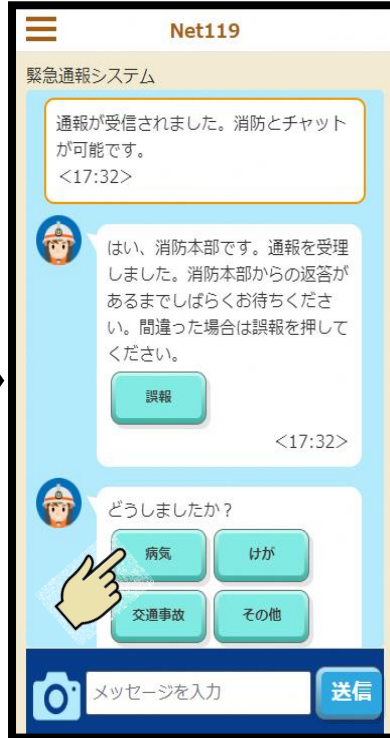 Net119
緊急通報システム
通報が受信されました。消防とチャット
が可能です。
<17:32>
はい、消防本部です。通報を受理
しました。消防本部からの返答が
あるまでしばらくお待ちくださ
い。間違った場合は誤報を押して
ください。
誤報
<17:32>
どうしましたか？
病気 けが
交通事故 その他
メッセージを入力 送信